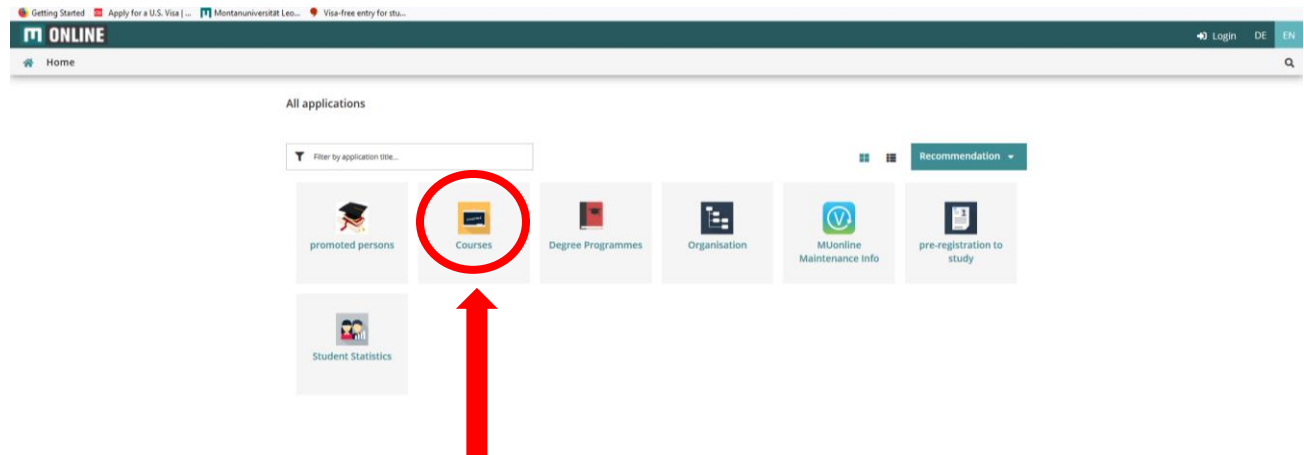 Getting Started Apply for a U.S. Visa | ... Montanuniversität Leo... Visa-free entry for stu...
m ONLINE Login DE EN
Home
All applications
Filter by application title... Recommendation
promoted persons Courses Degree Programmes Organisation MUonline Maintenance Info pre-registration to study
Student Statistics